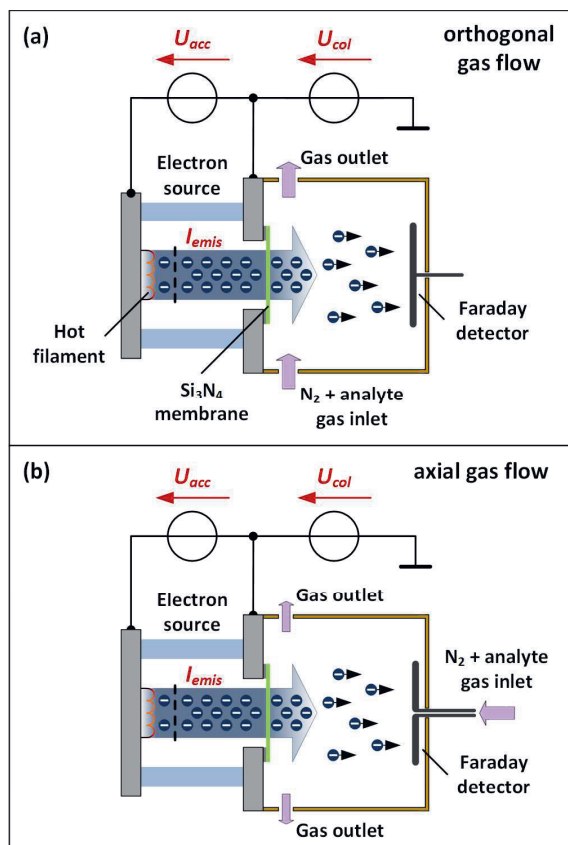 (a)
U_acc
U_col
orthogonal
gas flow
Electron
source
Gas outlet
I_emis
Hot
filament
Si₃N₄
membrane
N₂ + analyte
gas inlet
Faraday
detector
(b)
U_acc
U_col
axial gas flow
Electron
source
Gas outlet
I_emis
N₂ + analyte
gas inlet
Faraday
detector
Gas outlet